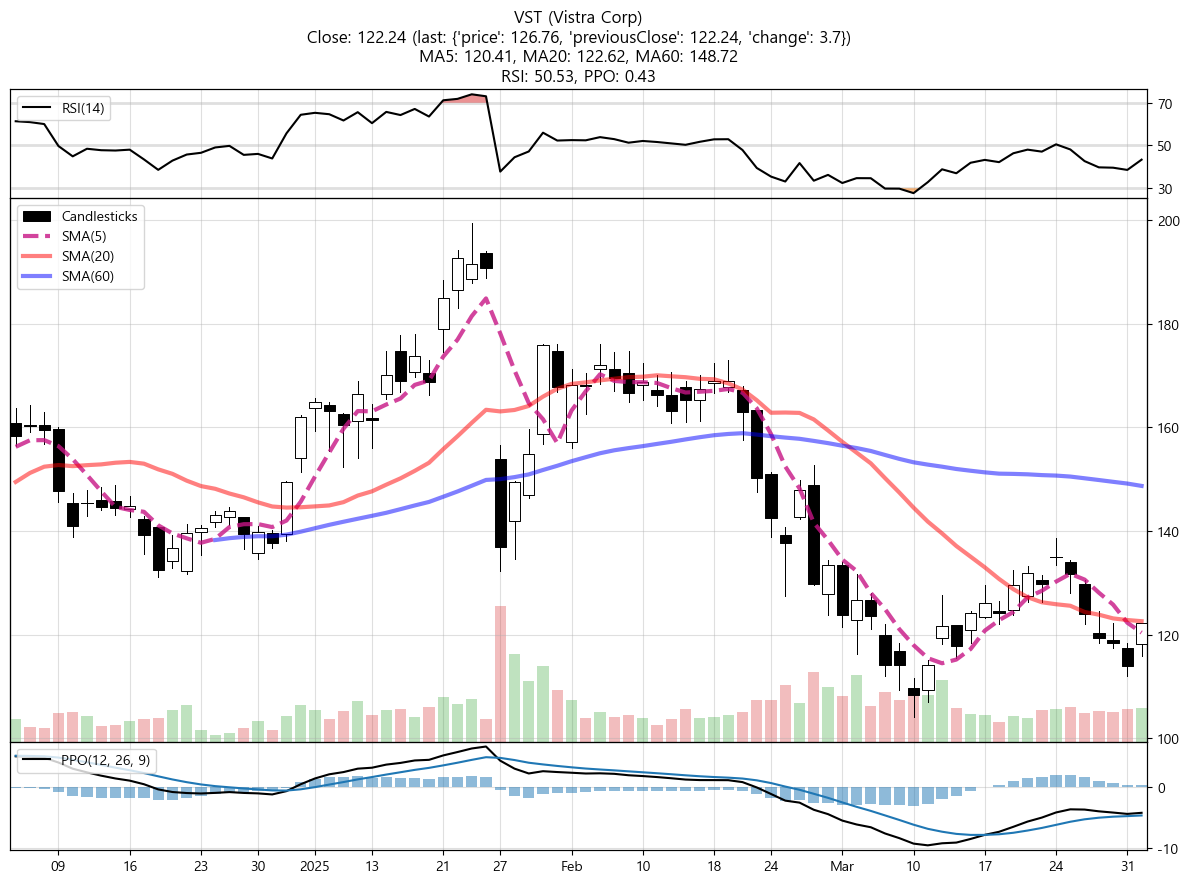 VST (Vistra Corp)
Close: 122.24 (last: {'price': 126.76, 'previousClose': 122.24, 'change': 3.7})
MA5: 120.41, MA20: 122.62, MA60: 148.72
RSI: 50.53, PPO: 0.43
RSI(14)
70
50
30
Candlesticks
SMA(5)
SMA(20)
SMA(60)
200
180
160
140
120
100
PPO(12, 26, 9)
0
-10
09 16 23 30 2025 13 21 27 Feb 10 18 24 Mar 10 17 24 31